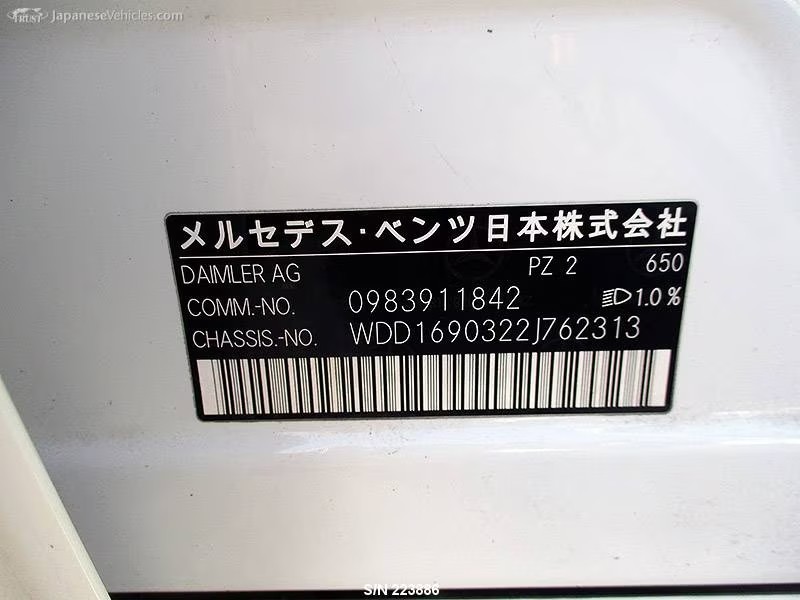 TRUST JapaneseVehicles.com
メルセデス・ベンツ日本株式会社
DAIMLER AG PZ 2 650
COMM.-NO. 0983911842 1.0 %
CHASSIS.-NO. WDD1690322J762313
S/N 223886